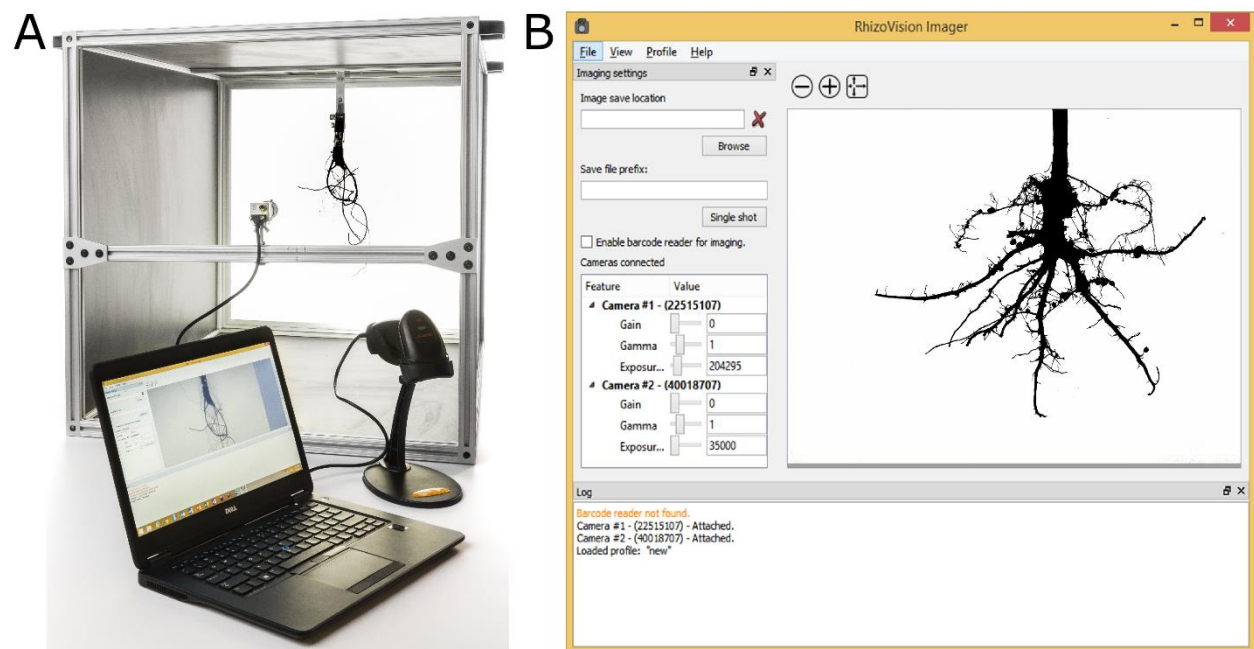 A
B
RhizoVision Imager
File View Profile Help
Imaging settings
Image save location
Browse
Save file prefix:
Single shot
Enable barcode reader for imaging.
Cameras connected
Feature Value
Camera #1 - (22515107)
Gain 0
Gamma 1
Exposur... 204295
Camera #2 - (40018707)
Gain 0
Gamma 1
Exposur... 35000
Log
Barcode reader not found.
Camera #1 - (22515107) - Attached.
Camera #2 - (40018707) - Attached.
Loaded profile: "new"
DELL